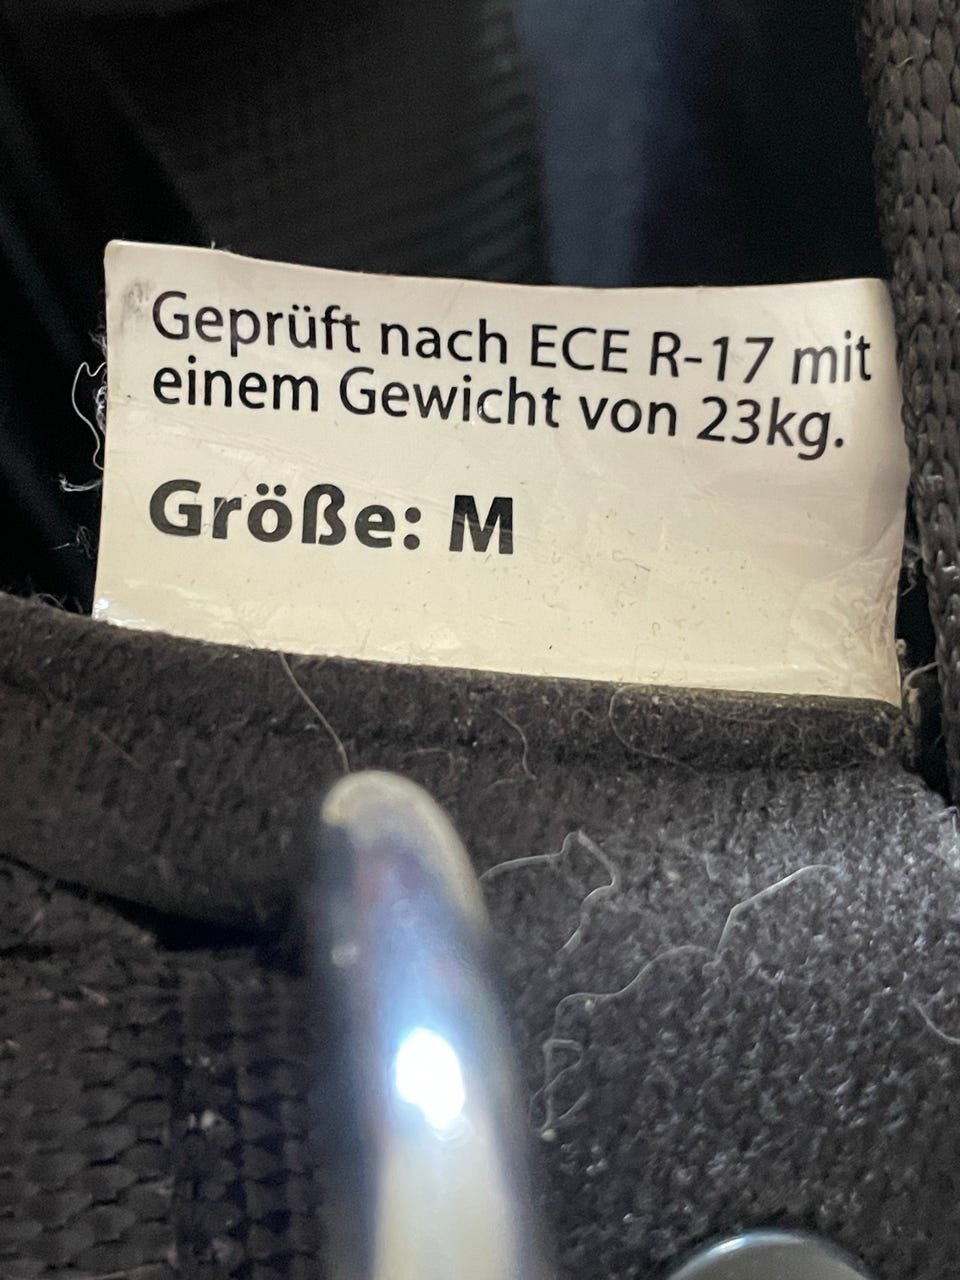 Geprüft nach ECE R-17 mit
einem Gewicht von 23kg.
Größe: M